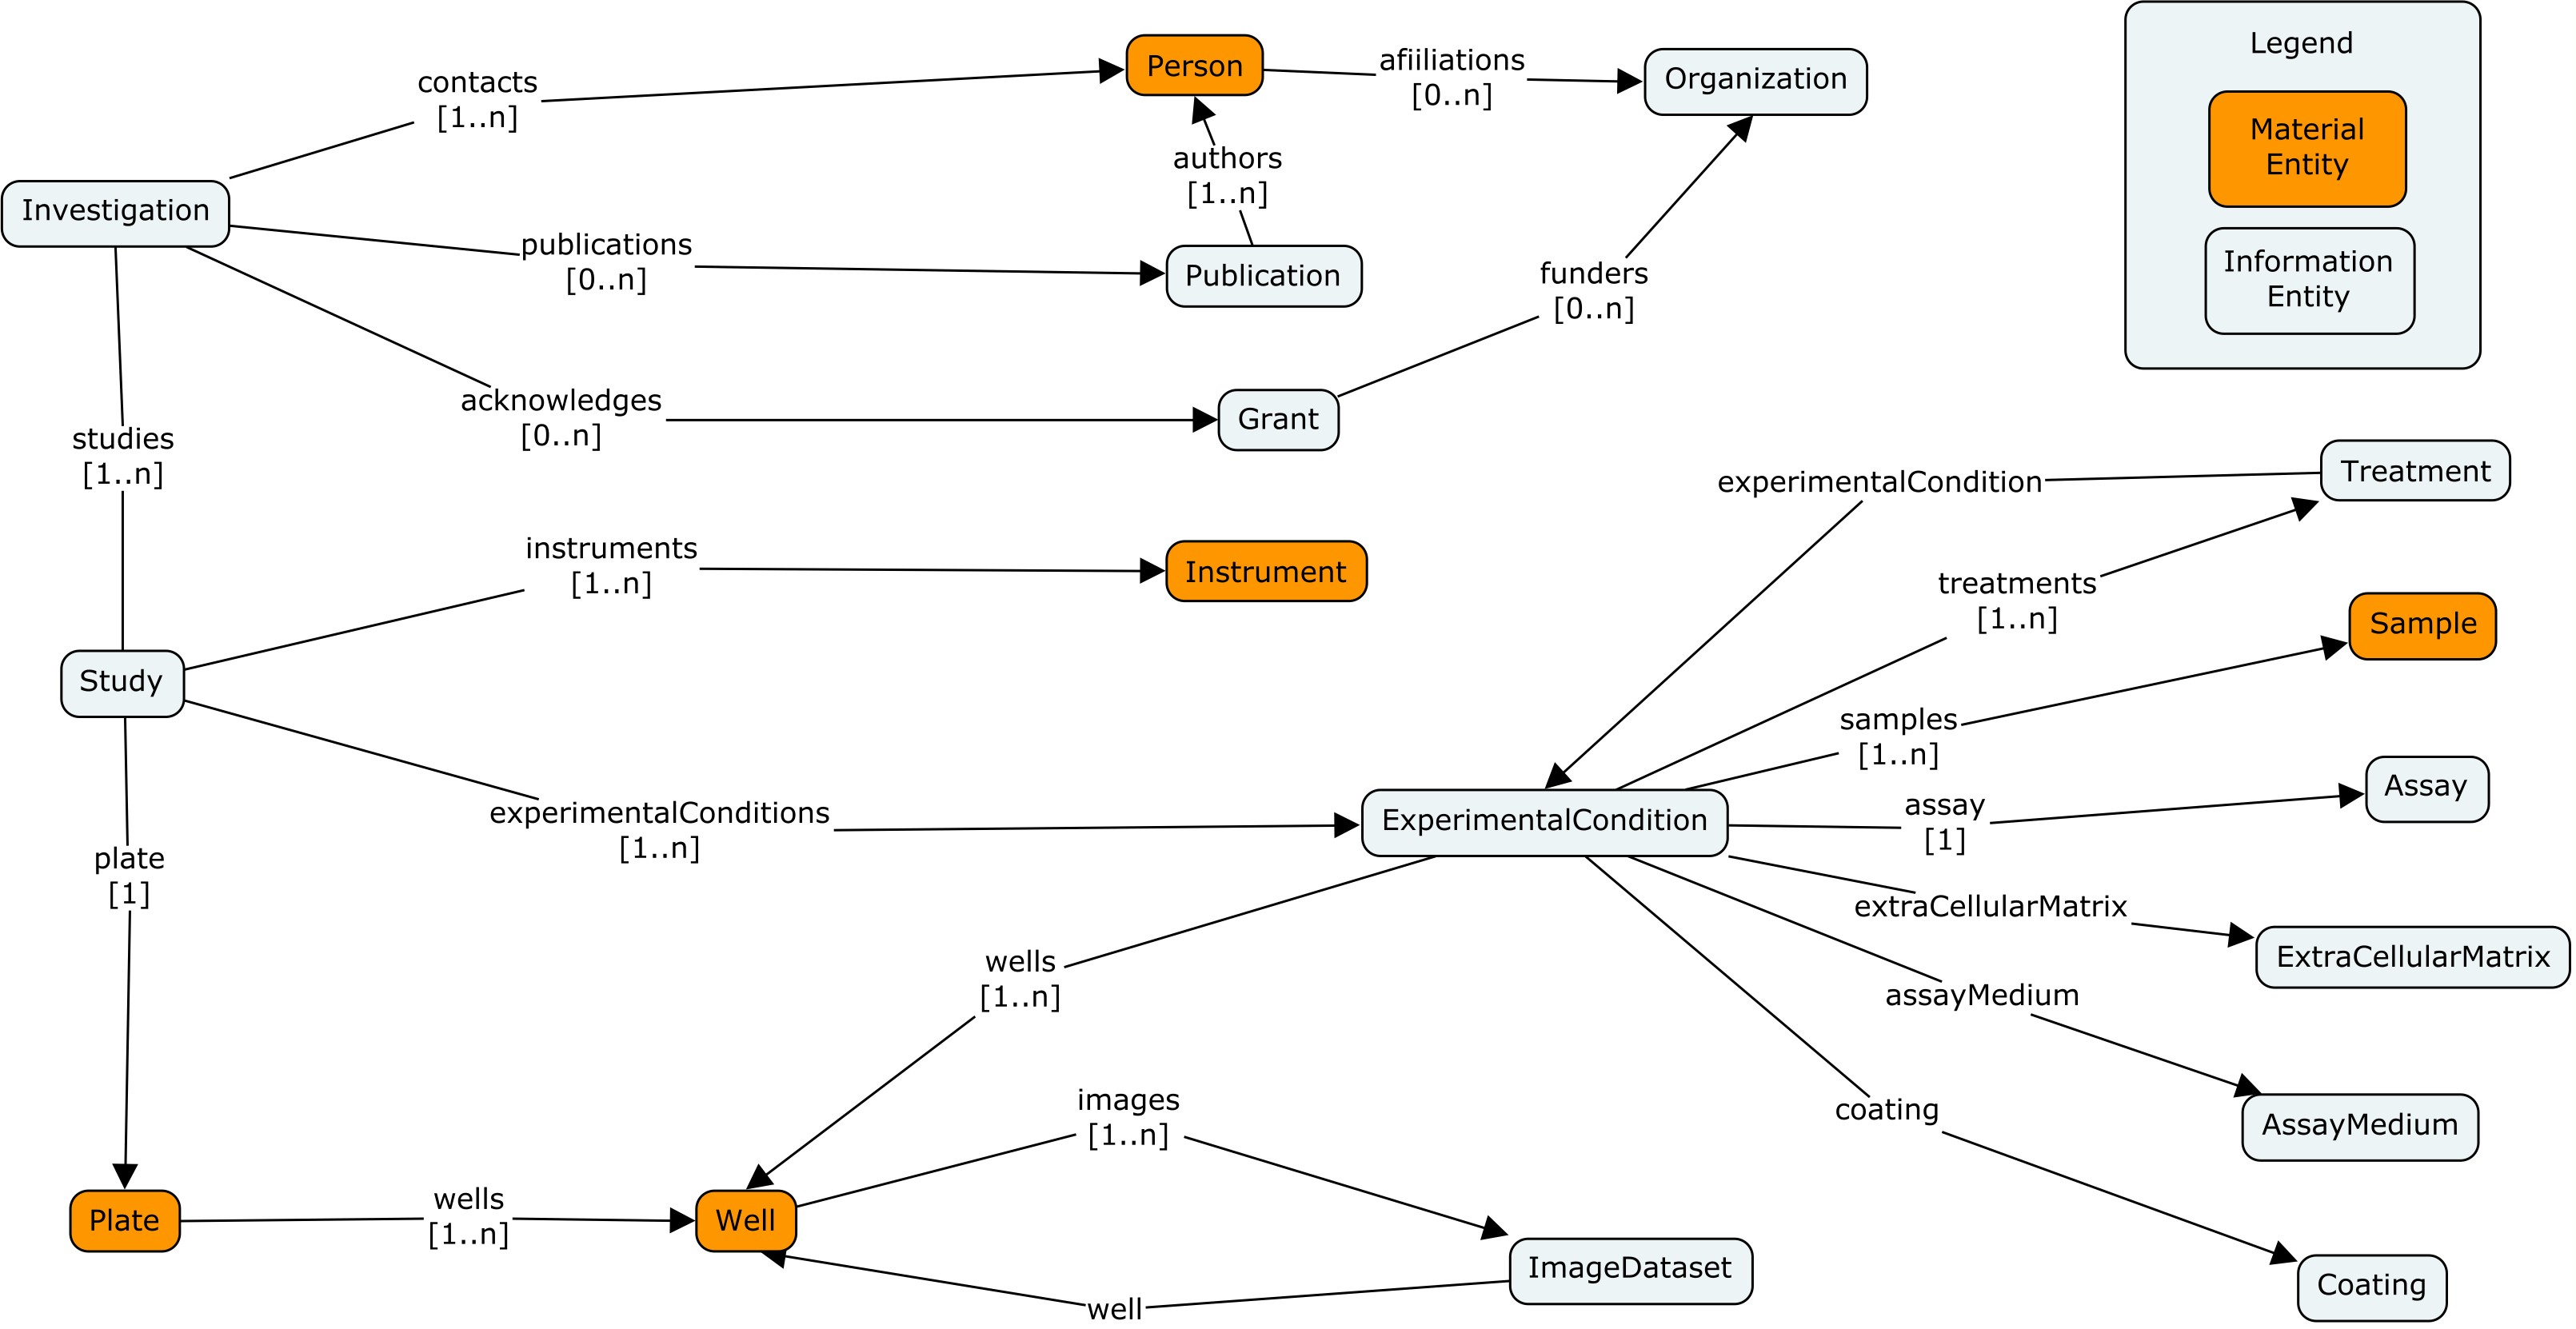 contacts
[1..n]
Person
afiiliations
[0..n]
Organization
Legend
Material
Entity
Information
Entity
authors
[1..n]
Investigation
publications
[0..n]
Publication
funders
[0..n]
acknowledges
[0..n]
Grant
studies
[1..n]
experimentalCondition
Treatment
instruments
[1..n]
Instrument
treatments
[1..n]
Sample
Study
samples
[1..n]
experimentalConditions
[1..n]
ExperimentalCondition
assay
[1]
Assay
plate
[1]
extraCellularMatrix
ExtraCellularMatrix
wells
[1..n]
assayMedium
AssayMedium
images
[1..n]
coating
Plate
wells
[1..n]
Well
ImageDataset
Coating
well